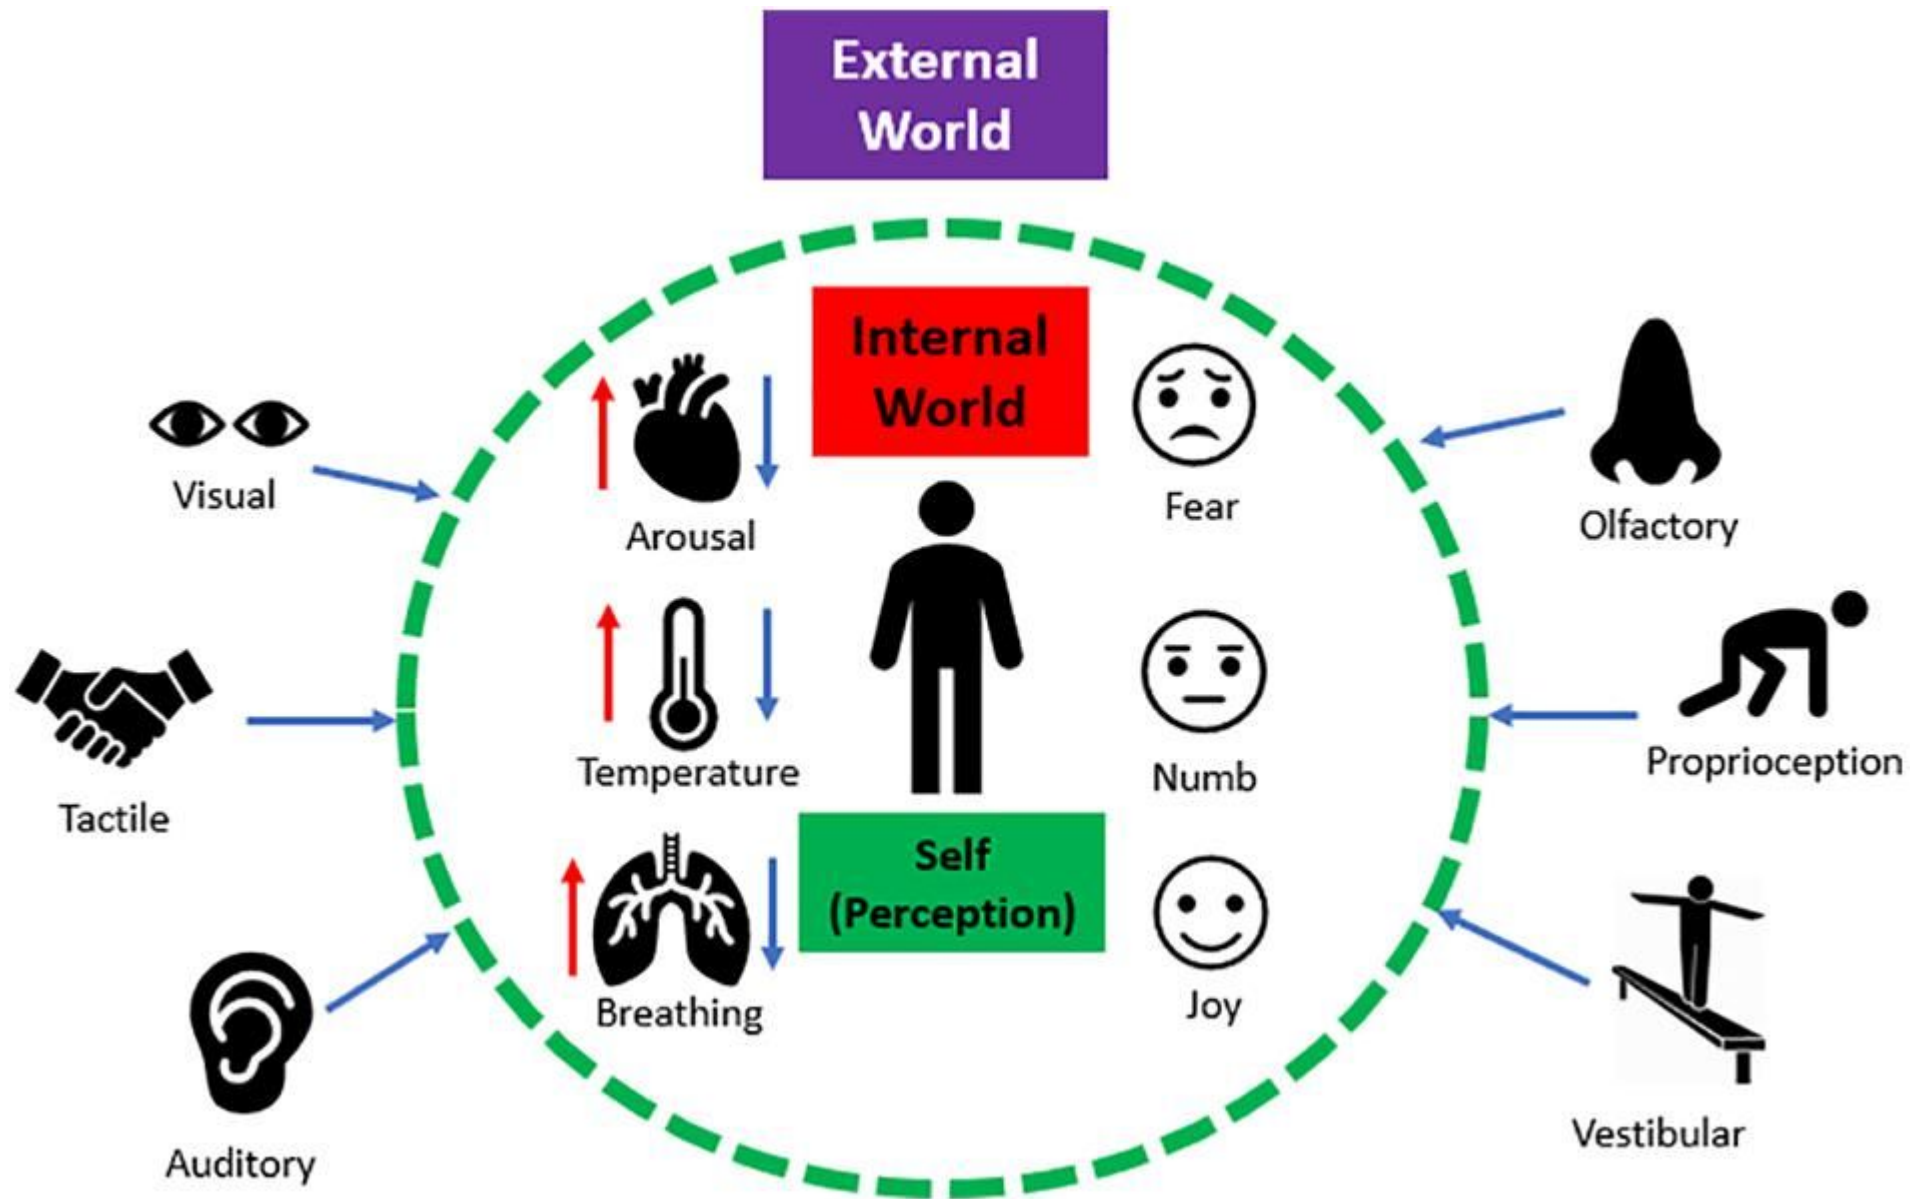 External
World
Internal
World
Visual
Arousal
Fear
Olfactory
Tactile
Temperature
Numb
Proprioception
Self
(Perception)
Auditory
Breathing
Joy
Vestibular